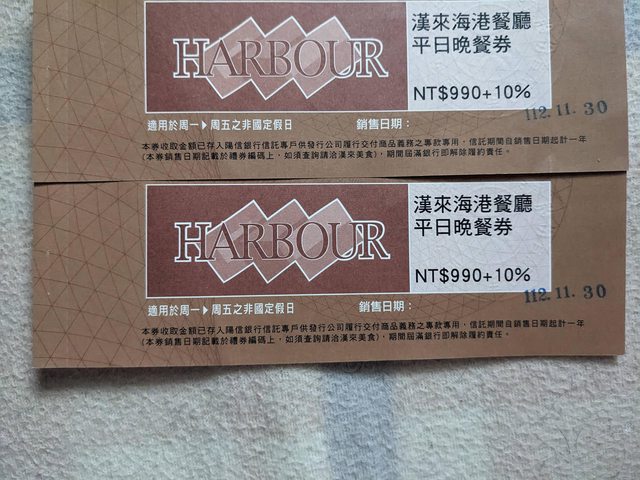 HARBOUR
漢來海港餐廳
平日晚餐券
NT$990+10%
112.11.30
適用於周一▶周五之非國定假日
銷售日期:
本券收取金額已存入陽信銀行信託專戶供發行公司履行交付商品義務之專款專用,信託期間自銷售日期起計一年
(本券銷售日期記載於禮券編碼上,如須查詢請洽漢來美食),期間屆滿銀行即解除履約責任。
HARBOUR
漢來海港餐廳
平日晚餐券
NT$990+10%
112.11.30
適用於周一▶周五之非國定假日
銷售日期:
本券收取金額已存入陽信銀行信託專戶供發行公司履行交付商品義務之專款專用,信託期間自銷售日期起計一年
(本券銷售日期記載於禮券編碼上,如須查詢請洽漢來美食),期間屆滿銀行即解除履約責任。